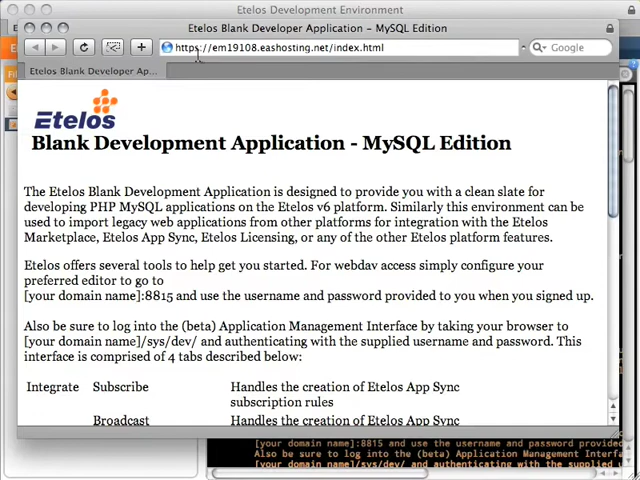 Etelos Development Environment
Etelos Blank Developer Application – MySQL Edition
https://em19108.eashosting.net/index.html
Google
Etelos Blank Developer Ap...
Etelos
Blank Development Application - MySQL Edition
The Etelos Blank Development Application is designed to provide you with a clean slate for
developing PHP MySQL applications on the Etelos v6 platform. Similarly this environment can be
used to import legacy web applications from other platforms for integration with the Etelos
Marketplace, Etelos App Sync, Etelos Licensing, or any of the other Etelos platform features.
Etelos offers several tools to help get you started. For webdav access simply configure your
preferred editor to go to
[your domain name]:8815 and use the username and password provided to you when you signed up.
Also be sure to log into the (beta) Application Management Interface by taking your browser to
[your domain name]/sys/dev/ and authenticating with the supplied username and password. This
interface is comprised of 4 tabs described below:
Integrate Subscribe Handles the creation of Etelos App Sync
subscription rules
Broadcast Handles the creation of Etelos App Sync
[your domain name]:8815 and use the username and password provided
Also be sure to log into the (beta) Application Management Interfa
[your domain name]/sys/dev/ and authenticating with the supplied u